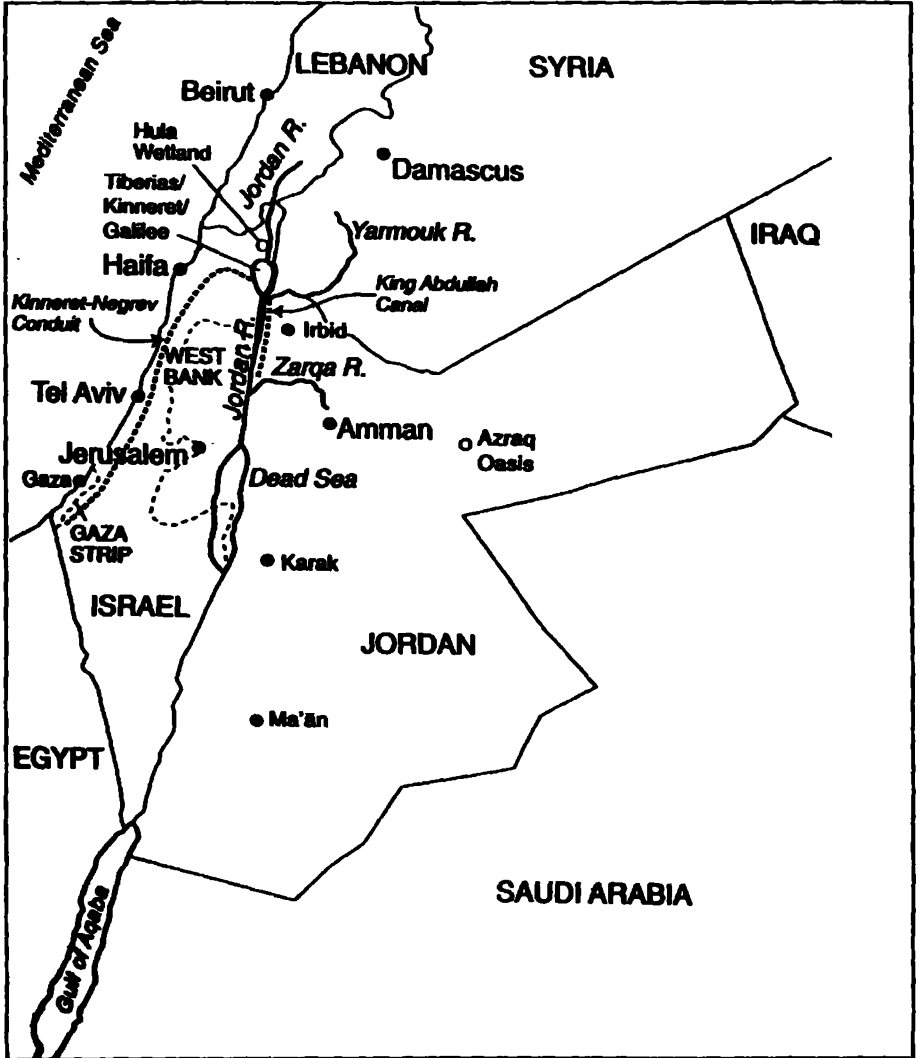 Mediterranean Sea
LEBANON
SYRIA
Beirut
Hula
Wetland
Jordan R.
Damascus
Tiberias/
Kinneret/
Galilee
Yarmouk R.
IRAQ
Haifa
King Abdullah
Canal
Kinneret-Negrev
Conduit
Irbid
WEST
BANK
Jordan R.
Zarqa R.
Tel Aviv
Amman
Azraq
Oasis
Jerusalem
Gaza
Dead Sea
GAZA
STRIP
Karak
ISRAEL
JORDAN
Ma'ān
EGYPT
SAUDI ARABIA
Gulf of Aqaba